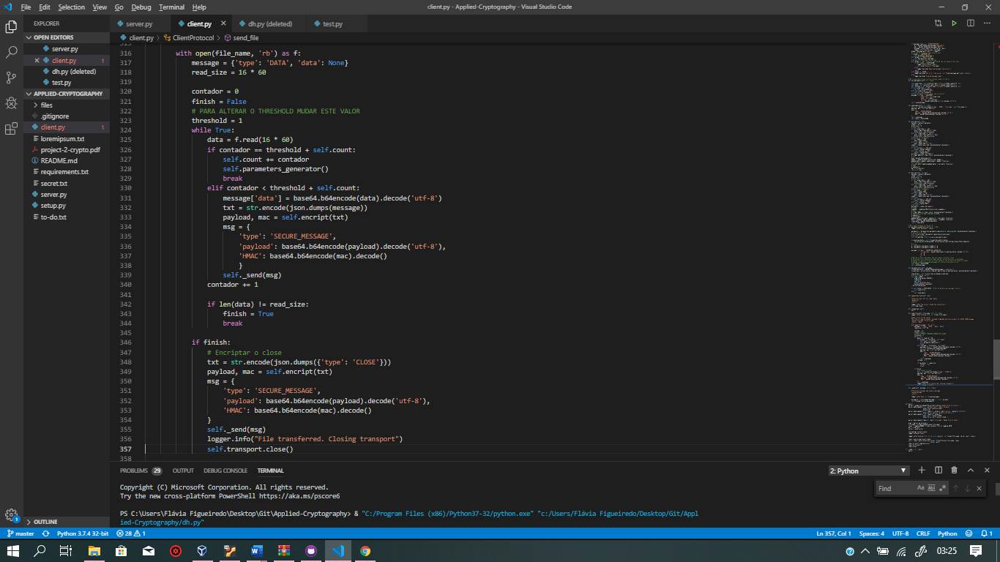 File Edit Selection View Go Debug Terminal Help
client.py - Applied-Cryptography - Visual Studio Code
EXPLORER
server.py
client.py
dh.py (deleted)
test.py
OPEN EDITORS
server.py
client.py 1
dh.py (deleted)
test.py
APPLIED-CRYPTOGRAPHY
files
.gitignore
client.py 1
loremipsum.txt
project-2-crypto.pdf
README.md
requirements.txt
secret.txt
server.py
setup.py
to-do.txt
OUTLINE
client.py > ClientProtocol > send_file
315
316 with open(file_name, 'rb') as f:
317 message = {'type': 'DATA', 'data': None}
318 read_size = 16 * 60
319
320 contador = 0
321 finish = False
322 # PARA ALTERAR O THRESHOLD MUDAR ESTE VALOR
323 threshold = 1
324 while True:
325 data = f.read(16 * 60)
326 if contador == threshold + self.count:
327 self.count += contador
328 self.parameters_generator()
329 break
330 elif contador < threshold + self.count:
331 message['data'] = base64.b64encode(data).decode('utf-8')
332 txt = str.encode(json.dumps(message))
333 payload, mac = self.encript(txt)
334 msg = {
335 'type': 'SECURE_MESSAGE',
336 'payload': base64.b64encode(payload).decode('utf-8'),
337 'HMAC': base64.b64encode(mac).decode()
338 }
339 self._send(msg)
340 contador += 1
341
342 if len(data) != read_size:
343 finish = True
344 break
345
346 if finish:
347 # Encriptar o close
348 txt = str.encode(json.dumps({'type': 'CLOSE'}))
349 payload, mac = self.encript(txt)
350 msg = {
351 'type': 'SECURE_MESSAGE',
352 'payload': base64.b64encode(payload).decode('utf-8'),
353 'HMAC': base64.b64encode(mac).decode()
354 }
355 self._send(msg)
356 logger.info("File transferred. Closing transport")
357 self.transport.close()
358
PROBLEMS 29 OUTPUT DEBUG CONSOLE TERMINAL
2: Python
Find
Copyright (C) Microsoft Corporation. All rights reserved.
Try the new cross-platform PowerShell https://aka.ms/pscore6
PS C:\Users\Flávia Figueiredo\Desktop\Git\Applied-Cryptography> & "C:/Program Files (x86)/Python37-32/python.exe" "c:/Users/Flávia Figueiredo/Desktop/Git/Appl
ied-Cryptography/dh.py"
master Python 3.7.4 32-bit 28 1
Ln 357, Col 1 Spaces: 4 UTF-8 CRLF Python 1
03:25